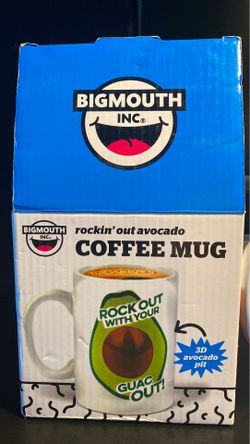 BIGMOUTH
INC.®
BIGMOUTH
INC.
rockin' out avocado
COFFEE MUG
ROCK OUT
WITH YOUR
GUAC
OUT!
3D
avocado
pit